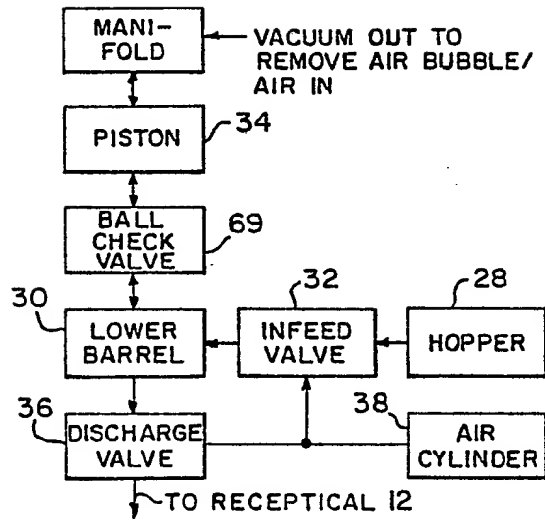 MANI-
FOLD
VACUUM OUT TO
REMOVE AIR BUBBLE/
AIR IN
PISTON
34
BALL
CHECK
VALVE
69
30
LOWER
BARREL
32
INFEED
VALVE
28
HOPPER
36
DISCHARGE
VALVE
38
AIR
CYLINDER
TO RECEPTICAL 12